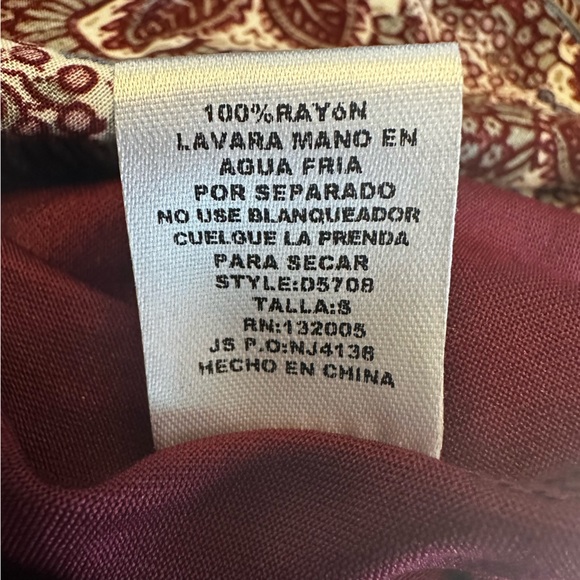 100%RAYóN
LAVARA MANO EN
AGUA FRIA
POR SEPARADO
NO USE BLANQUEADOR
CUELGUE LA PRENDA
PARA SECAR
STYLE:D5708
TALLA:S
RN:132005
JS P.O:NJ4136
HECHO EN CHINA